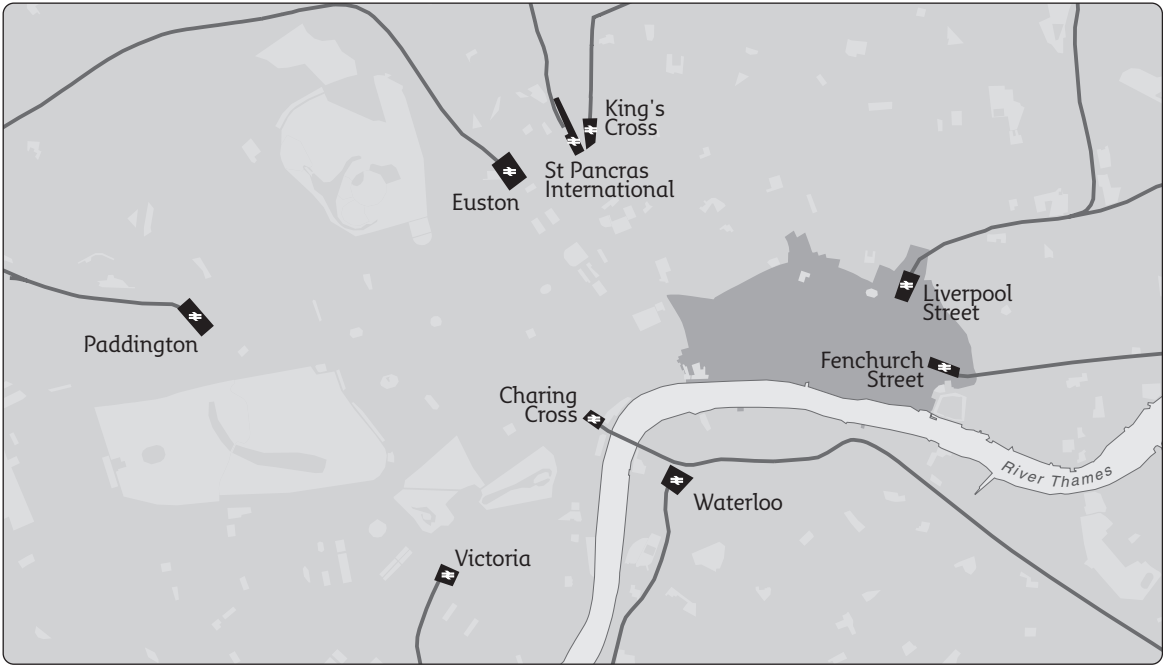 King's
Cross
St Pancras
International
Euston
Liverpool
Street
Paddington
Fenchurch
Street
Charing
Cross
River Thames
Waterloo
Victoria